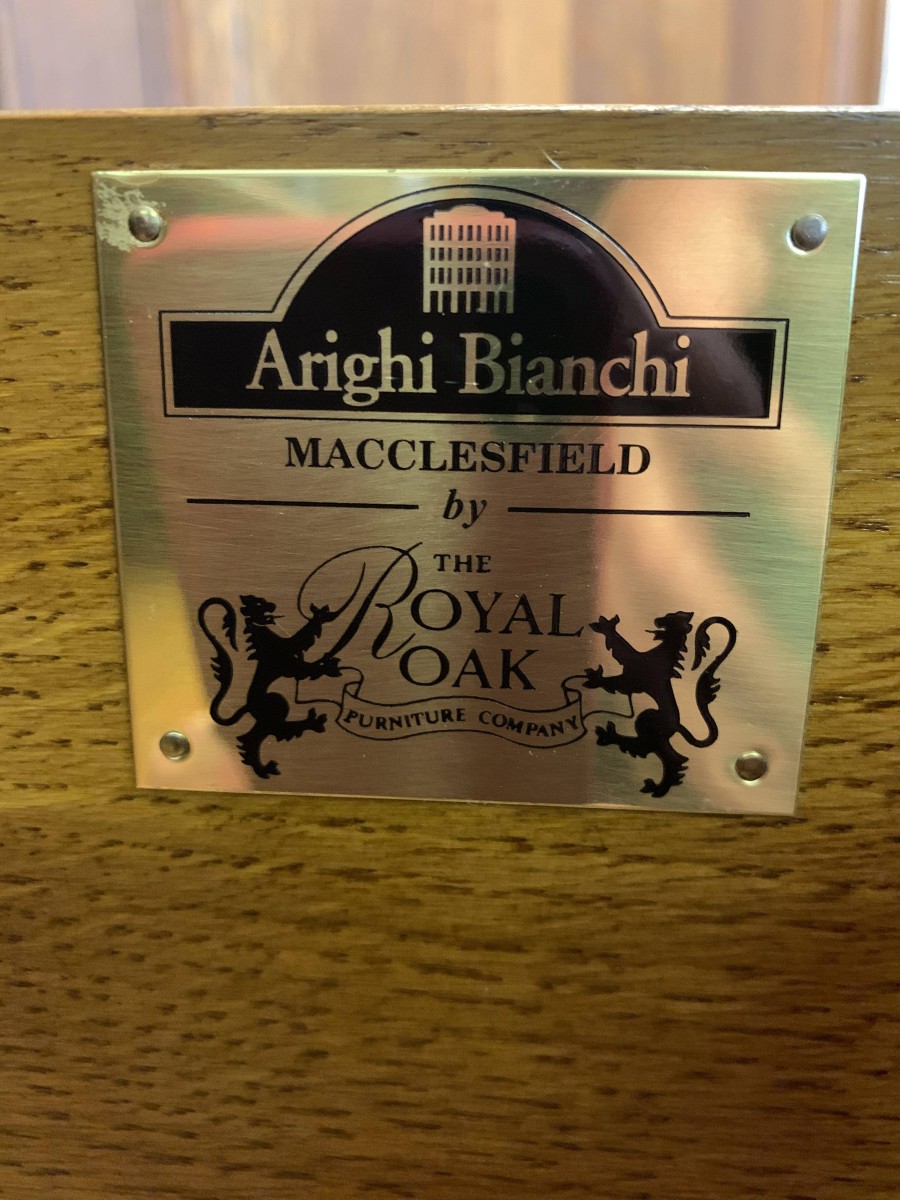 Arighi Bianchi
MACCLESFIELD
by
THE
ROYAL
OAK
FURNITURE COMPANY